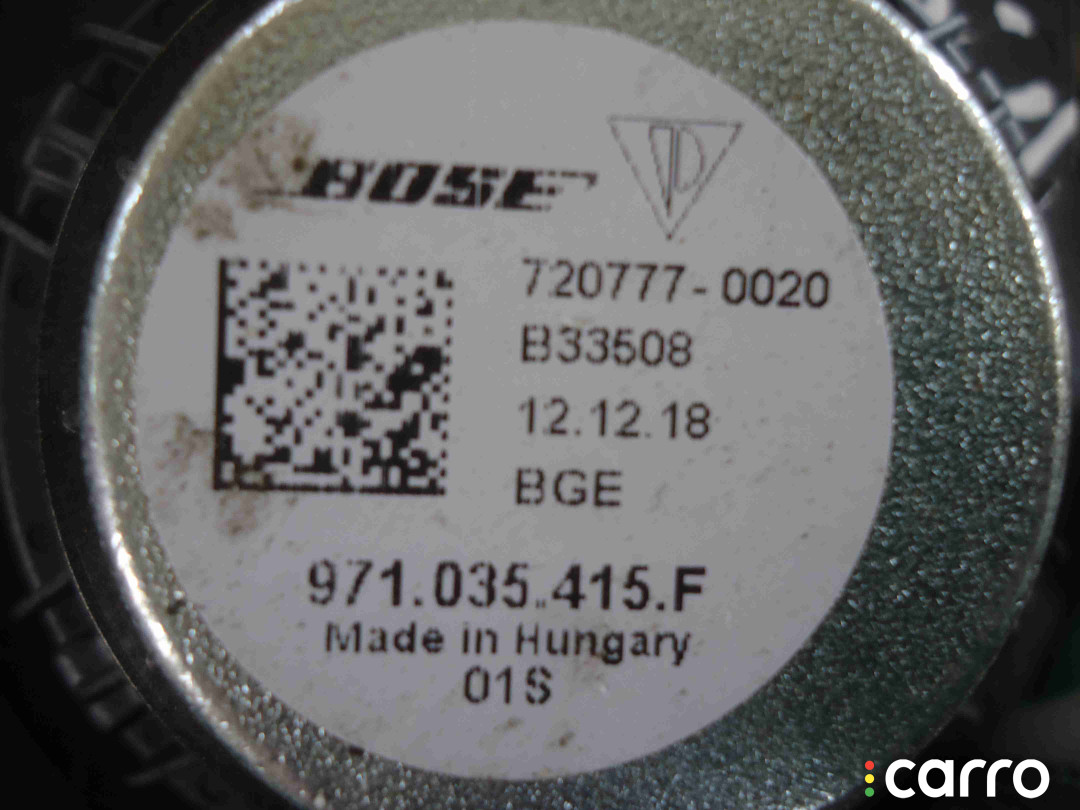 BOSE
720777-0020
B33508
12.12.18
BGE
971.035.415.F
Made in Hungary
01S
carro